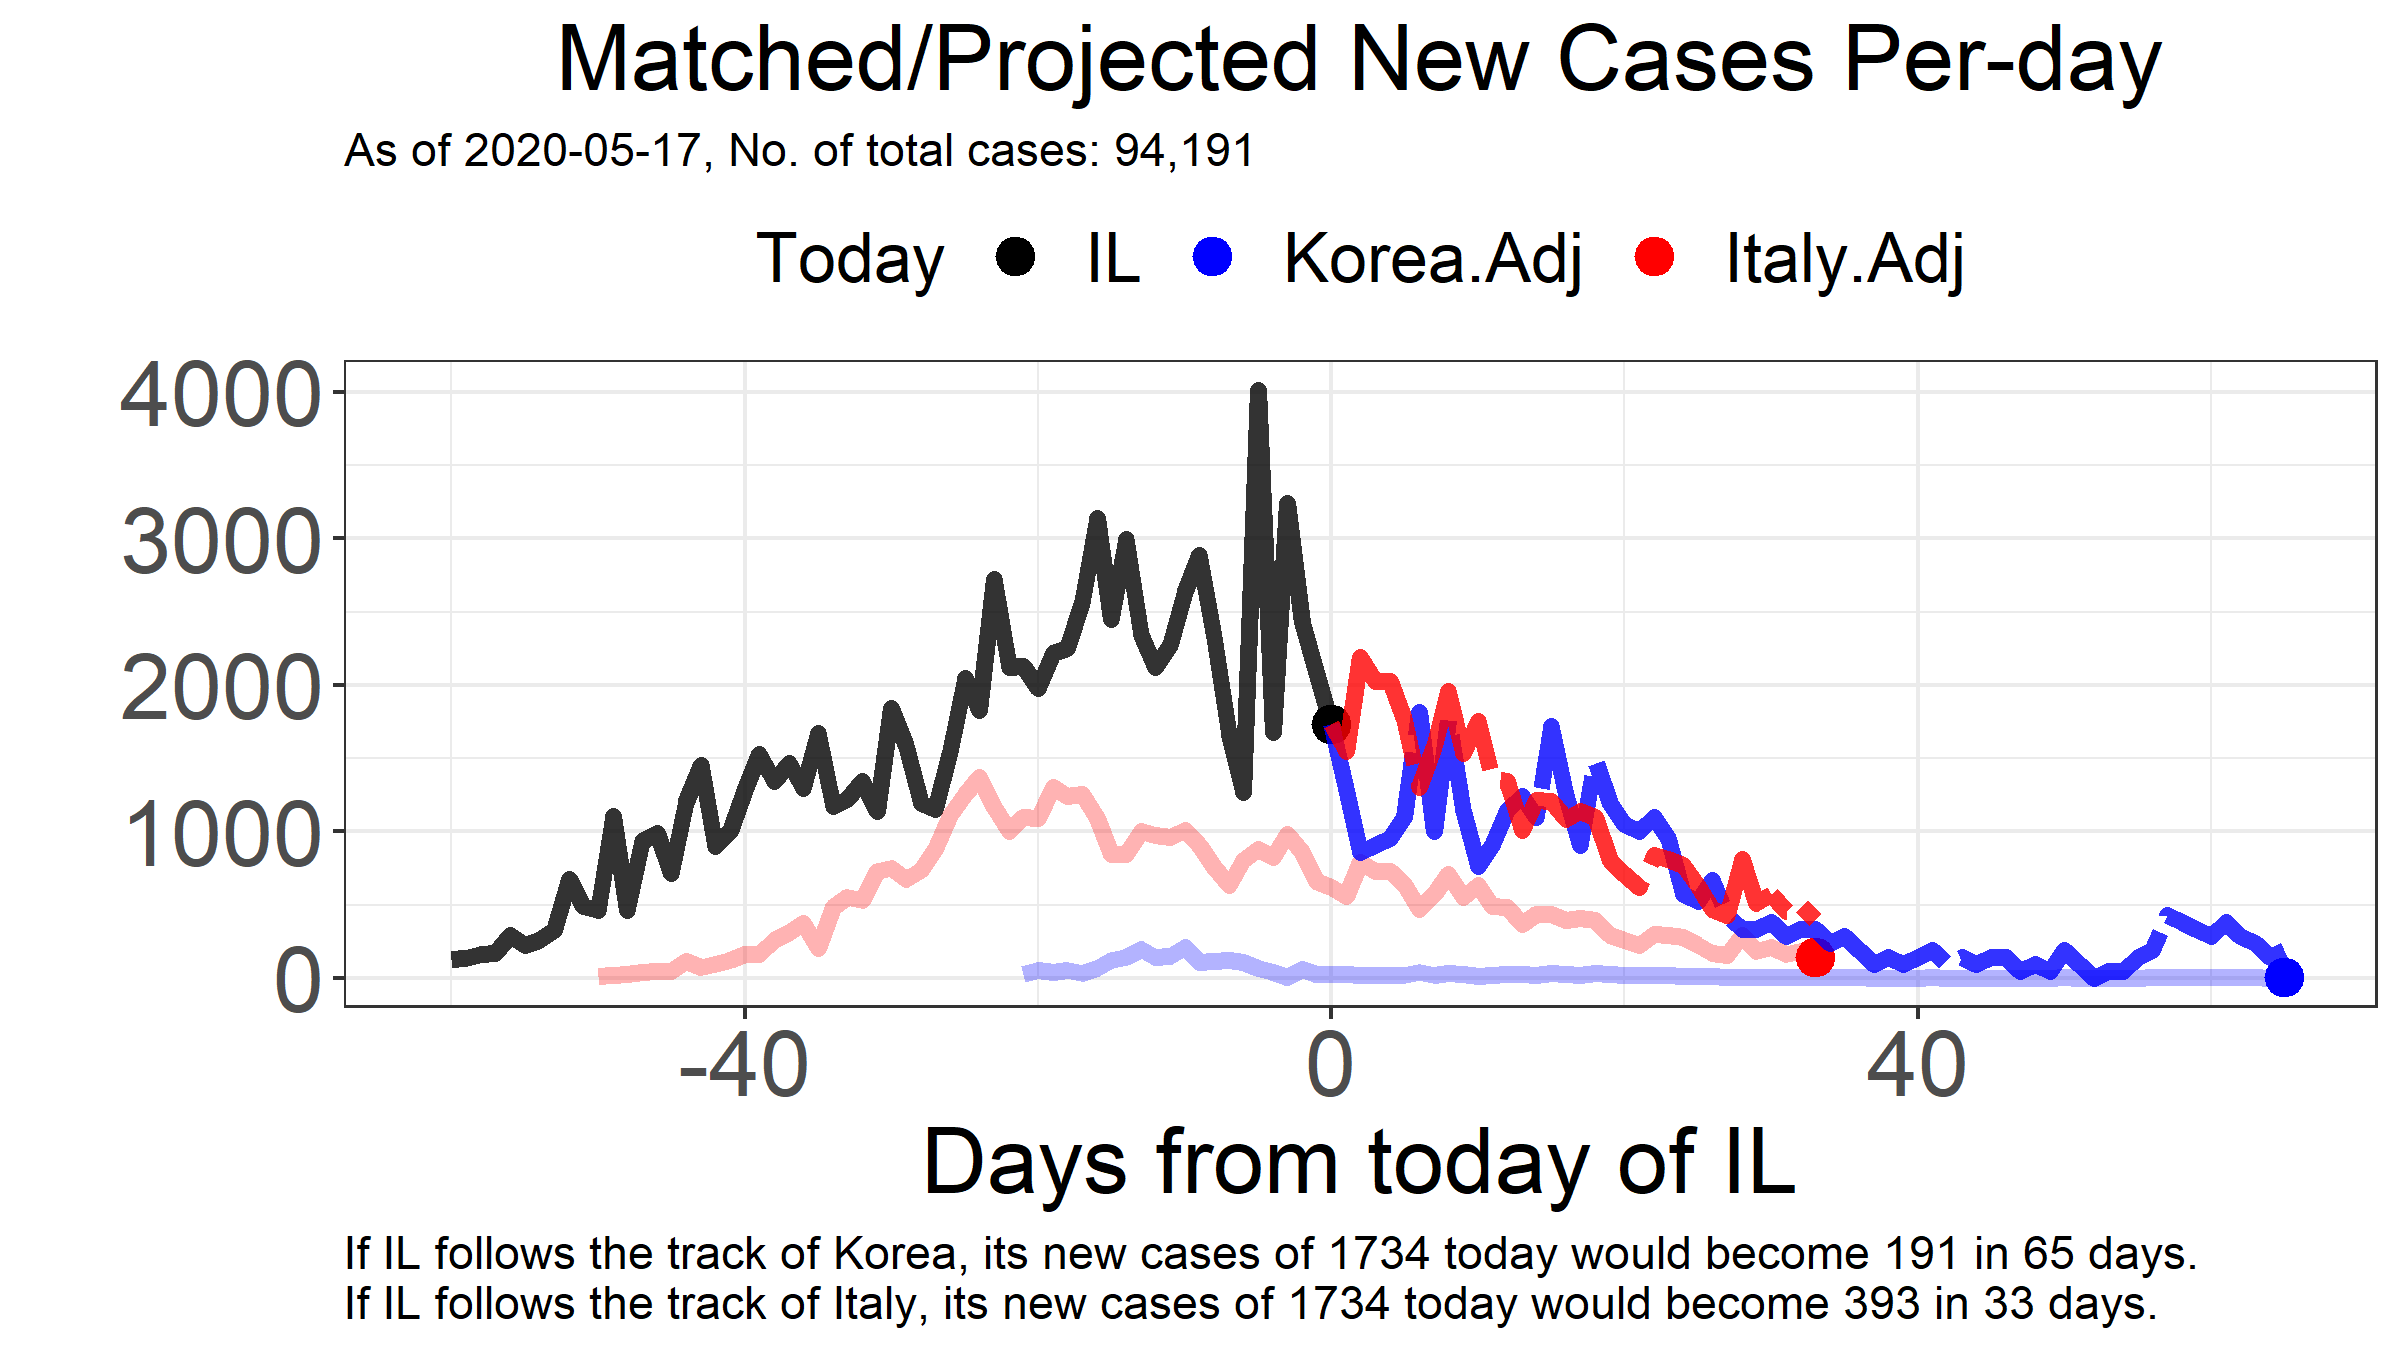 Matched/Projected New Cases Per-day
As of 2020-05-17, No. of total cases: 94,191
Today IL Korea.Adj Italy.Adj
4000
3000
2000
1000
0
-40 0 40
Days from today of IL
If IL follows the track of Korea, its new cases of 1734 today would become 191 in 65 days.
If IL follows the track of Italy, its new cases of 1734 today would become 393 in 33 days.